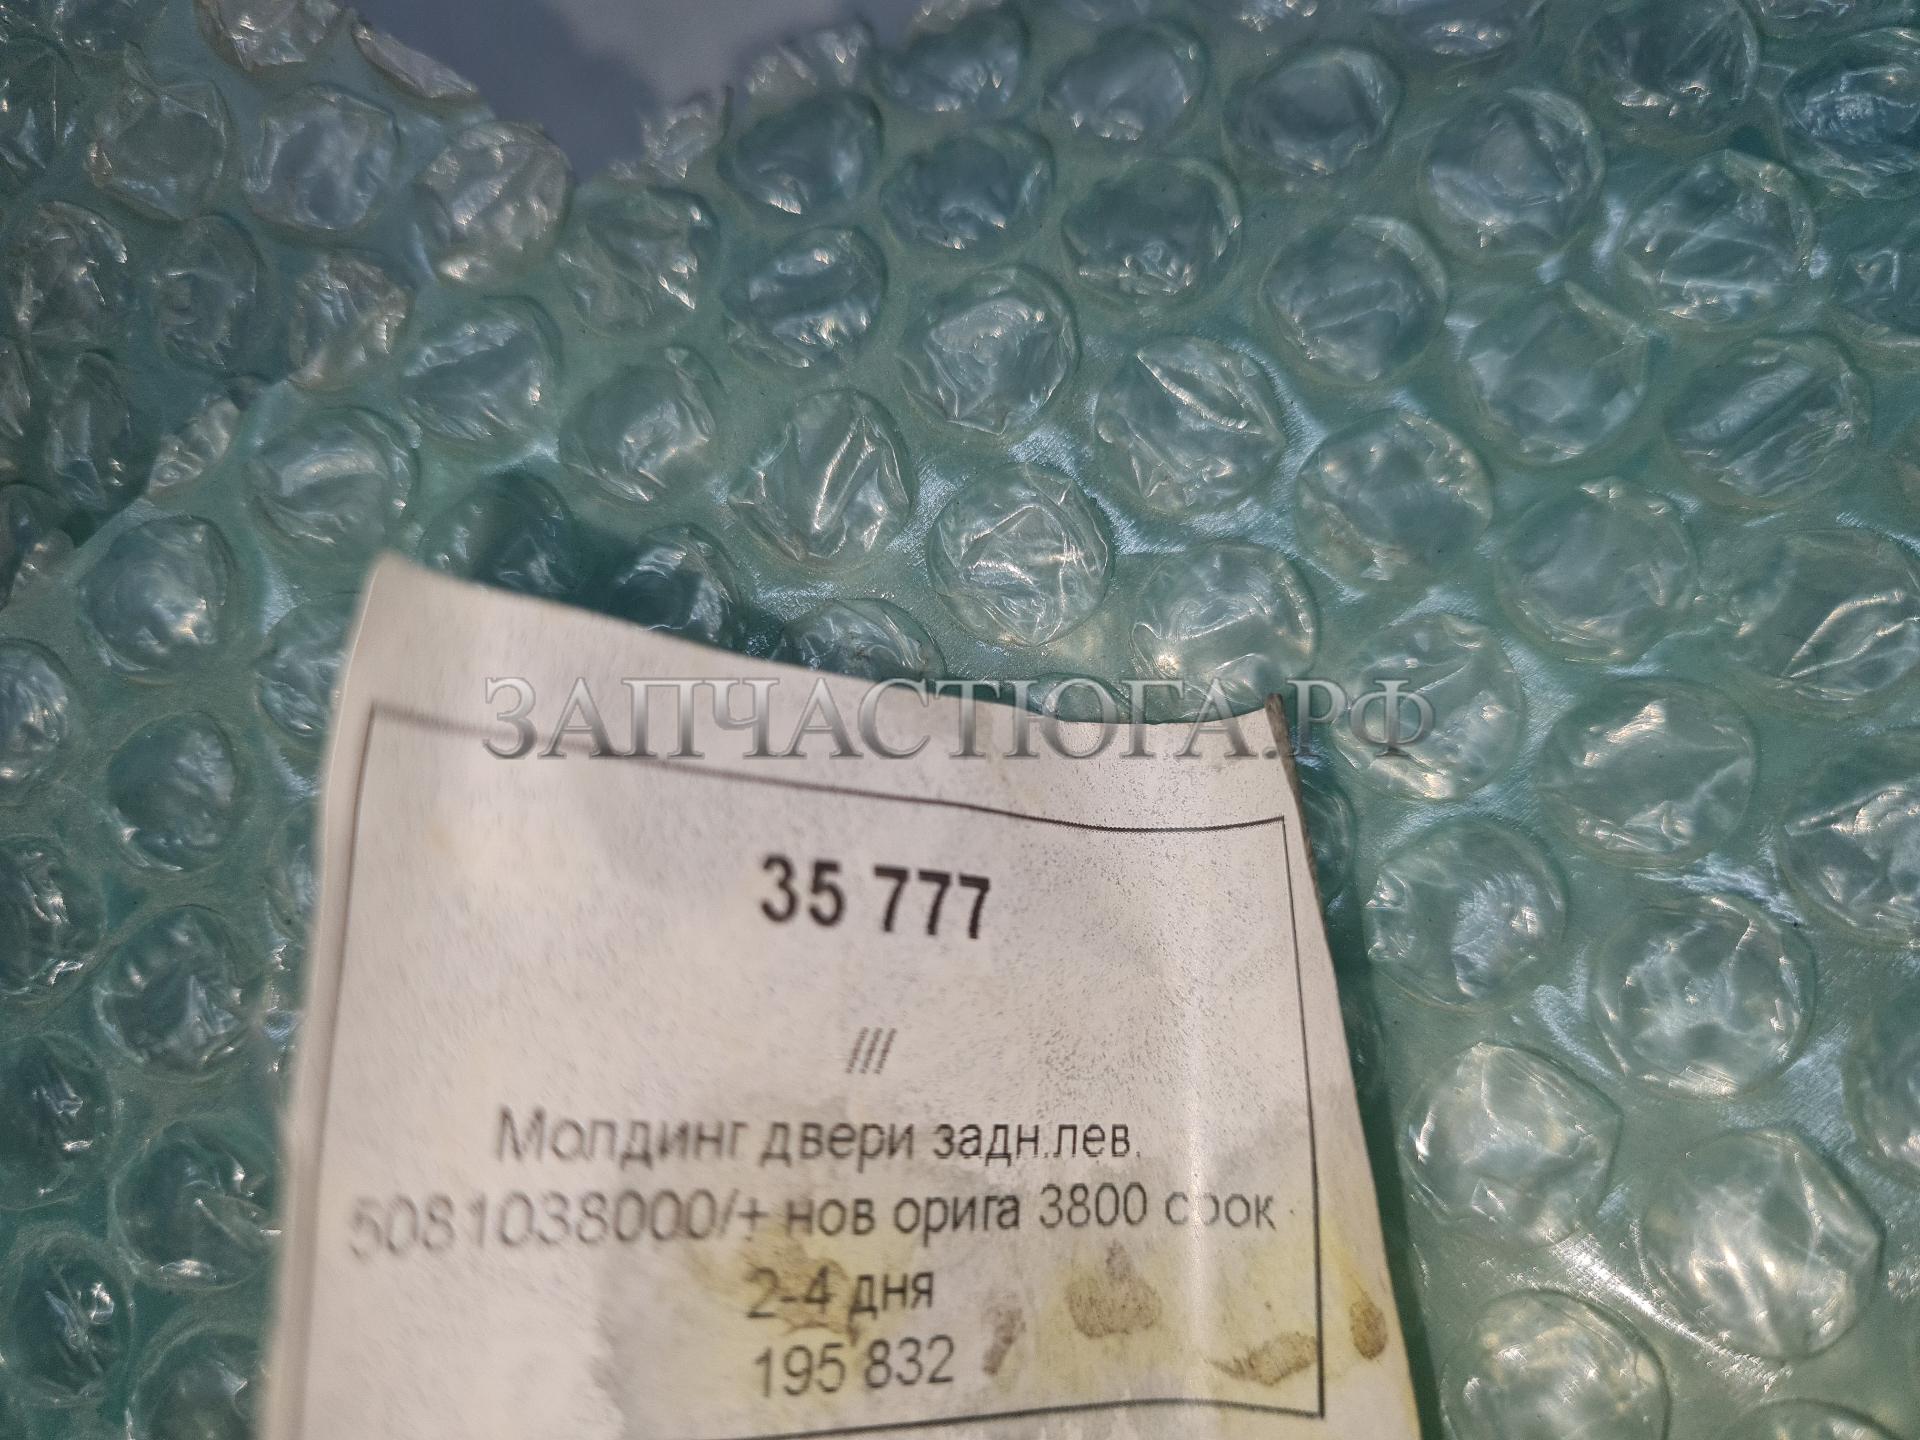 ЗАПЧАСТЮГА.РФ
35 777
///
Молдинг двери задн.лев.
5081038000/+ нов орига 3800 срок
2-4 дня
195 832